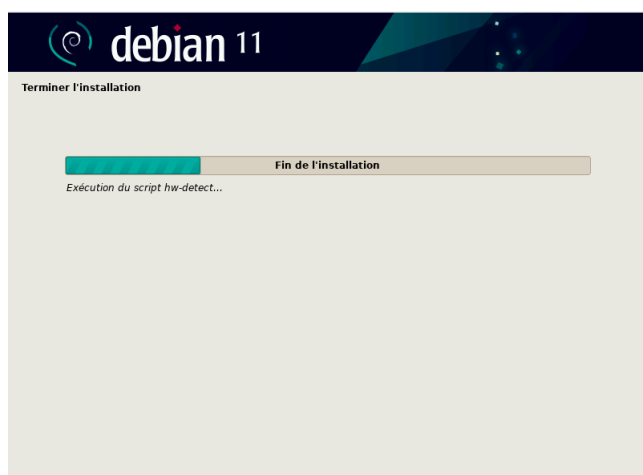 debian 11
Terminer l'installation
Fin de l'installation
Exécution du script hw-detect...